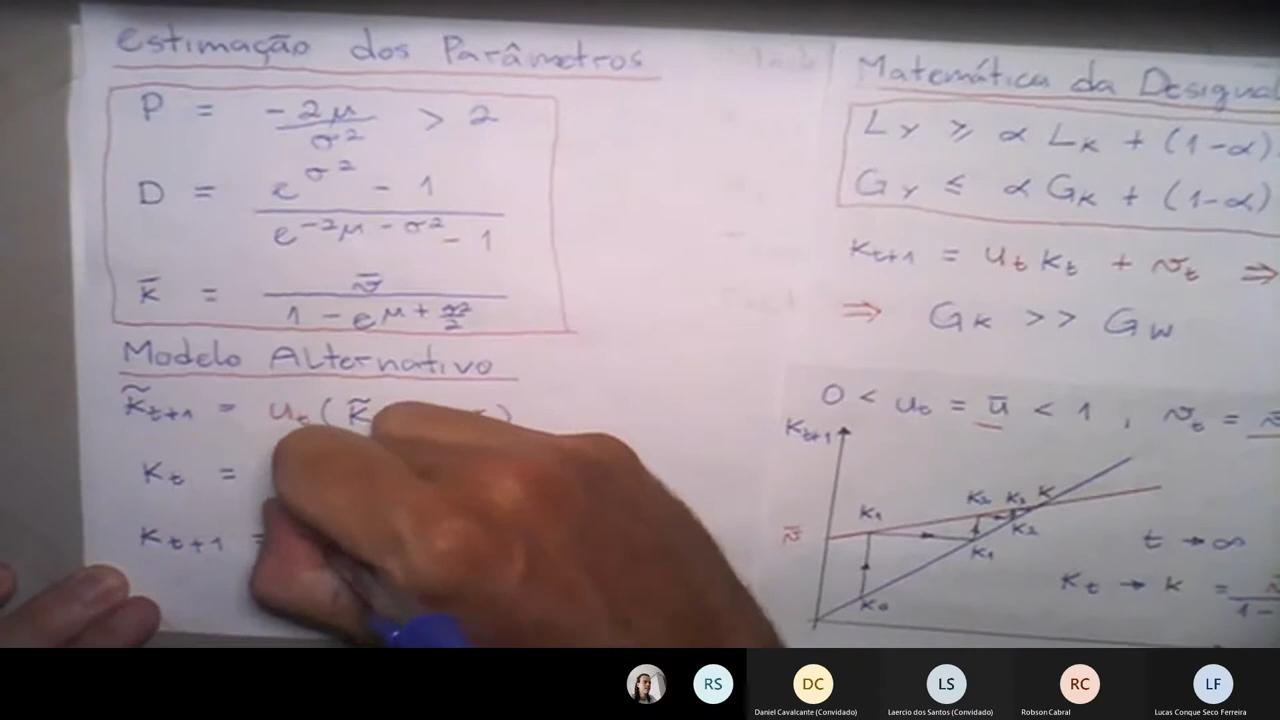 Estimação dos Parâmetros
P = -2μ / σ² > 2
D = e^σ² - 1 / e^-2μ-σ² - 1
k̄ = v̄ / 1 - e^μ+σ²/2
Modelo Alternativo
k̃t+1 = ut(k̃
kt =
kt+1 =
Matemática da Desigual
LY ≥ α LK + (1-α)
GY ≤ α GK + (1-α)
kt+1 = ut kt + vt ⇒
⇒ GK >> GW
0 < ut = ū < 1 , vt = v̄
kt+1
k1 k2 k3 k
v̄ k2
k1
k0
t → ∞
kt → k = v̄ / 1-
RS DC LS RC LF
Daniel Cavalcante (Convidado) Laercio dos Santos (Convidado) Robson Cabral Lucas Conque Seco Ferreira